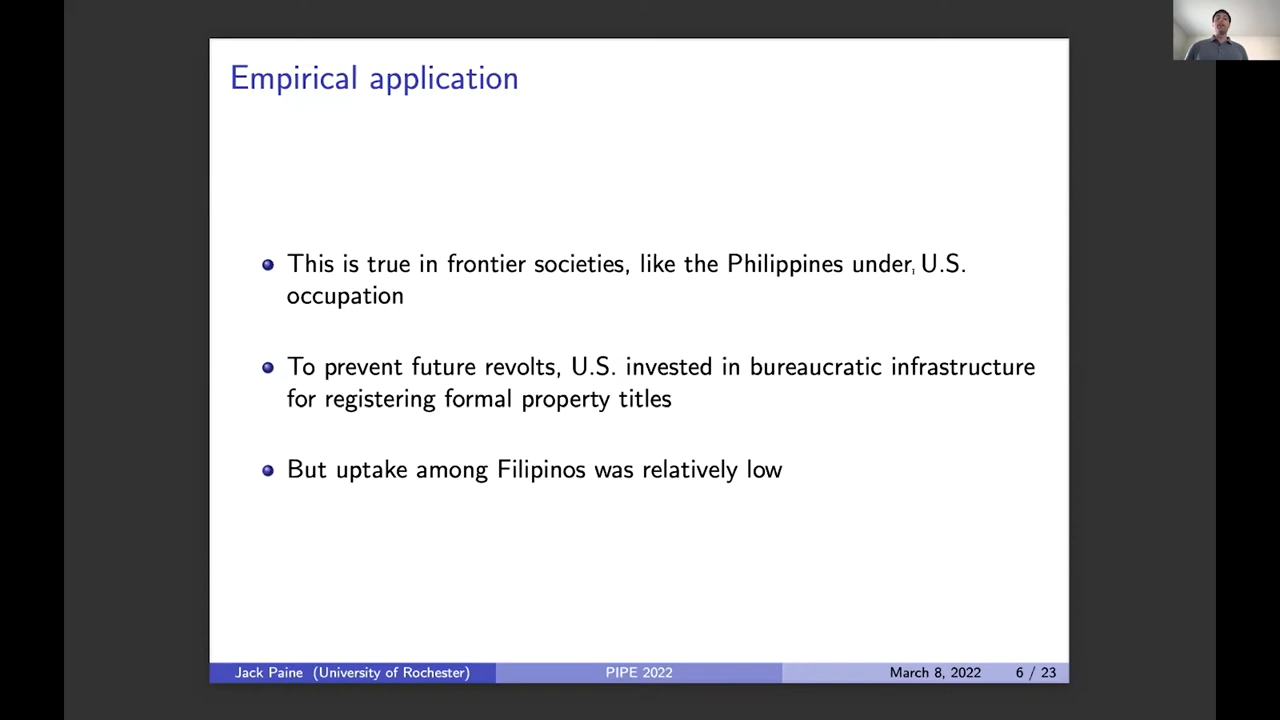 Empirical application
This is true in frontier societies, like the Philippines under U.S.
occupation
To prevent future revolts, U.S. invested in bureaucratic infrastructure
for registering formal property titles
But uptake among Filipinos was relatively low
Jack Paine (University of Rochester) PIPE 2022 March 8, 2022 6 / 23